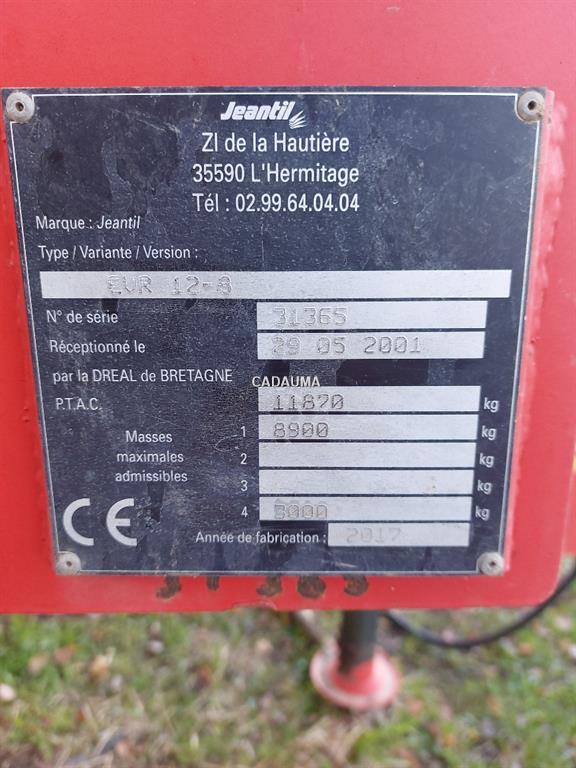 Jeantil
ZI de la Hautière
35590 L'Hermitage
Tél : 02.99.64.04.04
Marque : Jeantil
Type / Variante / Version :
EVR 12-8
N° de série 31365
Réceptionné le 29 05 2001
par la DREAL de BRETAGNE CADAUMA
P.T.A.C. 11870 kg
Masses maximales admissibles
1 8900 kg
2 kg
3 kg
4 3000 kg
CE
Année de fabrication : 2017